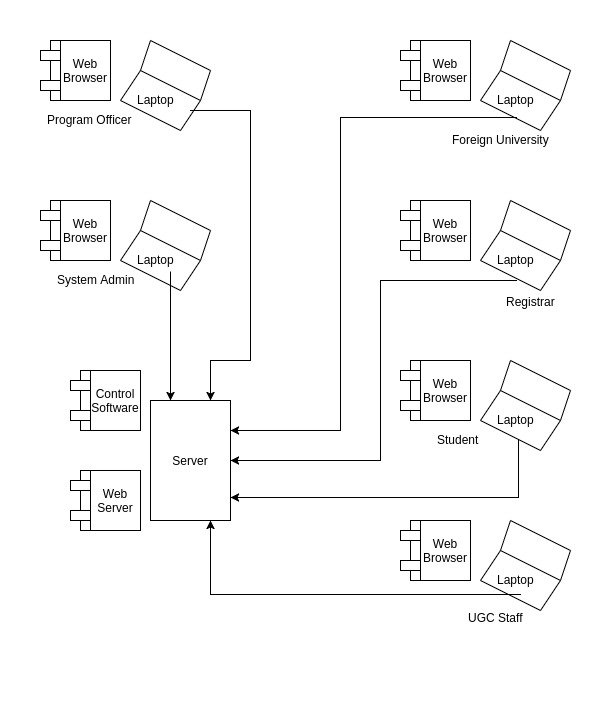 Web
Browser
Laptop
Program Officer
Web
Browser
Laptop
Foreign University
Web
Browser
Laptop
System Admin
Web
Browser
Laptop
Registrar
Control
Software
Web
Browser
Laptop
Student
Server
Web
Server
Web
Browser
Laptop
UGC Staff